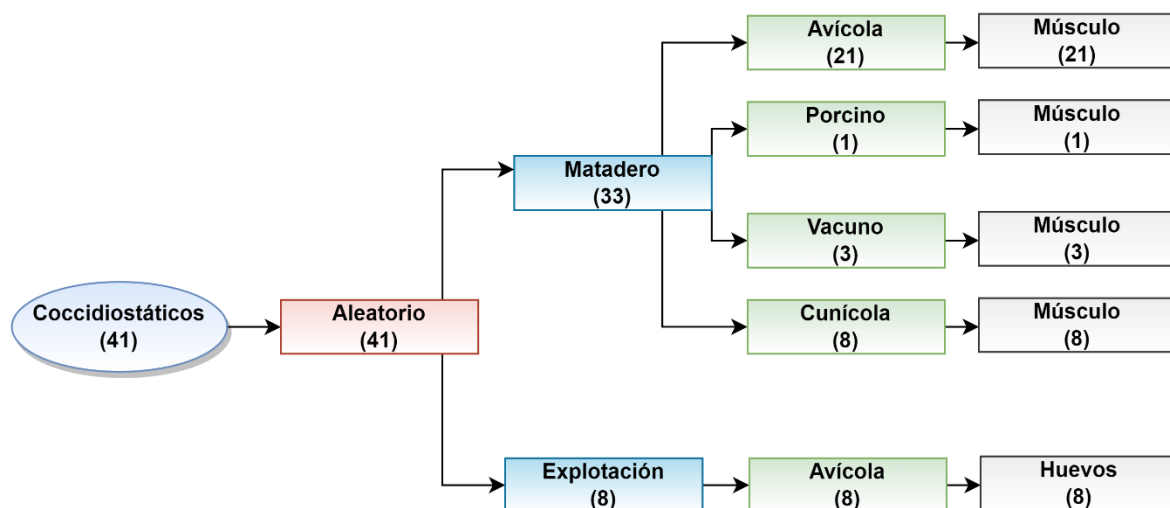 Avícola
(21)
Músculo
(21)
Porcino
(1)
Músculo
(1)
Matadero
(33)
Vacuno
(3)
Músculo
(3)
Coccidiostáticos
(41)
Aleatorio
(41)
Cunícola
(8)
Músculo
(8)
Explotación
(8)
Avícola
(8)
Huevos
(8)